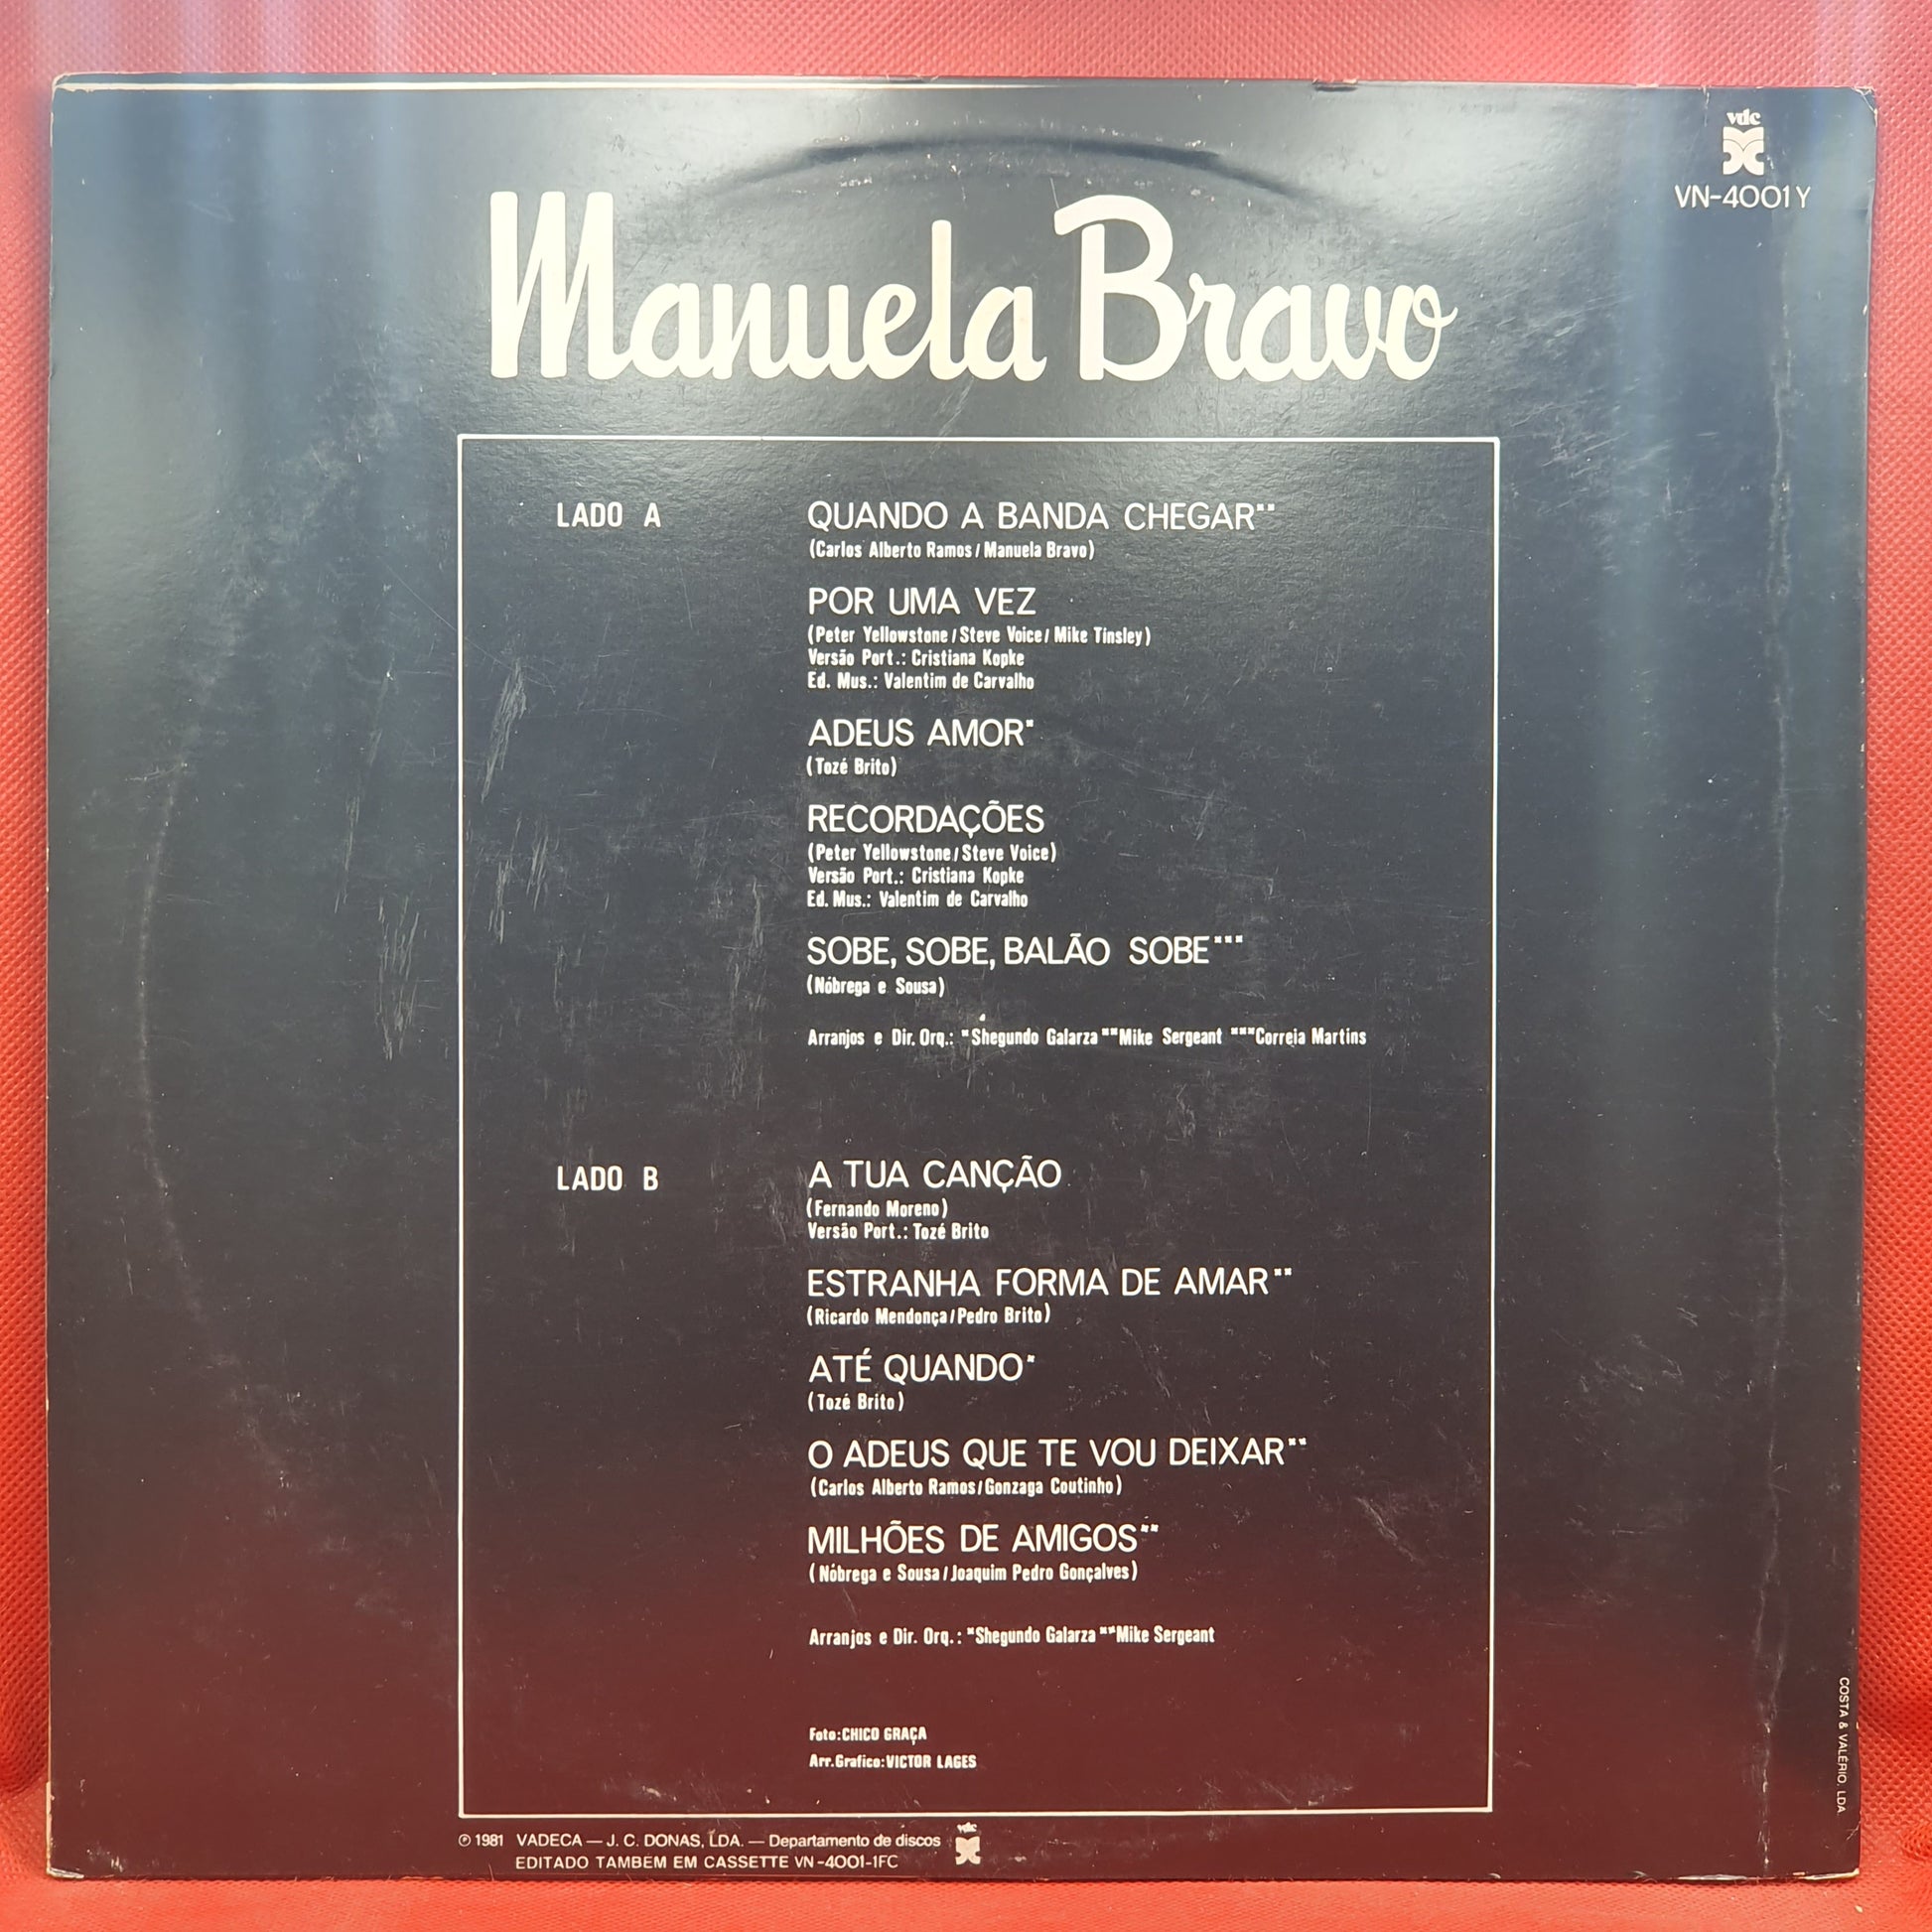 vdc
VN-4001Y
Manuela Bravo
LADO A
QUANDO A BANDA CHEGAR**
(Carlos Alberto Ramos/Manuela Bravo)
POR UMA VEZ
(Peter Yellowstone/Steve Voice/Mike Tinsley)
Versão Port.: Cristiana Kopke
Ed. Mus.: Valentim de Carvalho
ADEUS AMOR*
(Tozé Brito)
RECORDAÇÕES
(Peter Yellowstone/Steve Voice)
Versão Port.: Cristiana Kopke
Ed. Mus.: Valentim de Carvalho
SOBE, SOBE, BALÃO SOBE***
(Nóbrega e Sousa)
Arranjos e Dir. Orq.: *Shegundo Galarza **Mike Sergeant ***Correia Martins
LADO B
A TUA CANÇÃO
(Fernando Moreno)
Versão Port.: Tozé Brito
ESTRANHA FORMA DE AMAR**
(Ricardo Mendonça/Pedro Brito)
ATÉ QUANDO*
(Tozé Brito)
O ADEUS QUE TE VOU DEIXAR**
(Carlos Alberto Ramos/Gonzaga Coutinho)
MILHÕES DE AMIGOS**
(Nóbrega e Sousa/Joaquim Pedro Gonçalves)
Arranjos e Dir. Orq.: *Shegundo Galarza **Mike Sergeant
Foto:CHICO GRAÇA
Arr.Grafico:VICTOR LAGES
℗ 1981 VADECA — J. C. DONAS, LDA. — Departamento de discos
vdc
EDITADO TAMBEM EM CASSETTE VN-4001-1FC
COSTA & VALÉRIO, LDA